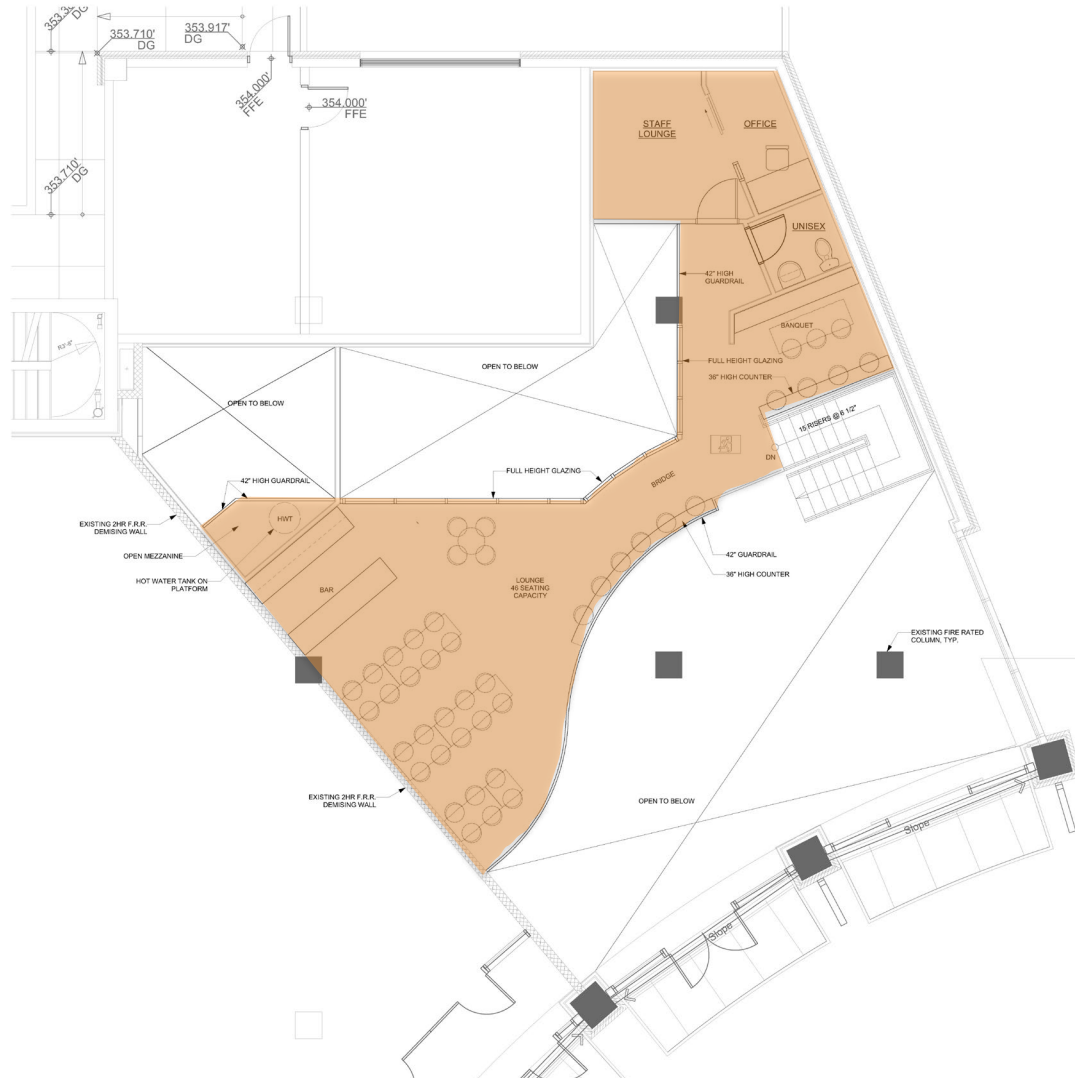 353.710'
DG
353.917'
DG
354.000'
FFE
354.000'
FFE
353.710'
DG
STAFF
LOUNGE
OFFICE
UNISEX
42" HIGH
GUARDRAIL
BANQUET
R3'-6"
OPEN TO BELOW
FULL HEIGHT GLAZING
36" HIGH COUNTER
OPEN TO BELOW
15 RISERS @ 6 1/2"
DN
FULL HEIGHT GLAZING
BRIDGE
42" HIGH GUARDRAIL
HWT
EXISTING 2HR F.R.R.
DEMISING WALL
OPEN MEZZANINE
42" GUARDRAIL
36" HIGH COUNTER
HOT WATER TANK ON
PLATFORM
BAR
LOUNGE
46 SEATING
CAPACITY
EXISTING FIRE RATED
COLUMN, TYP.
EXISTING 2HR F.R.R.
DEMISING WALL
OPEN TO BELOW
Slope
Slope